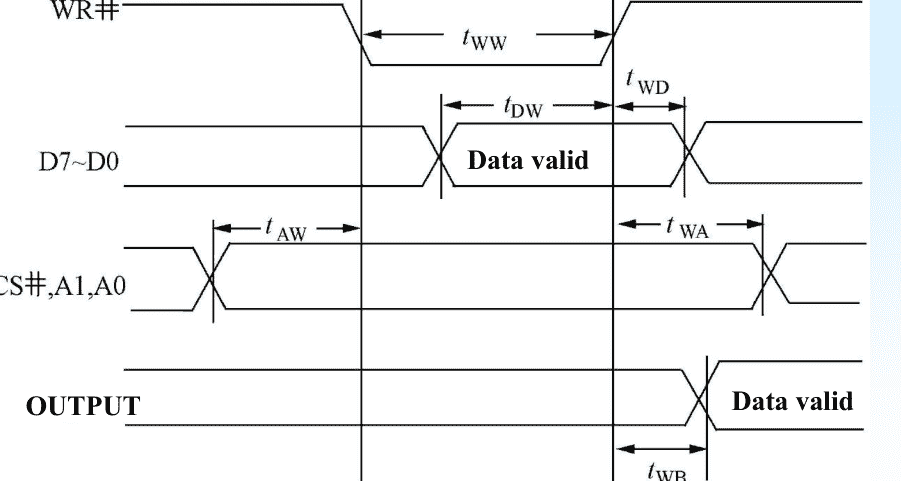 WR#
tWW
tWD
tDW
D7~D0
Data valid
tAW
tWA
CS#,A1,A0
OUTPUT
Data valid
tWB